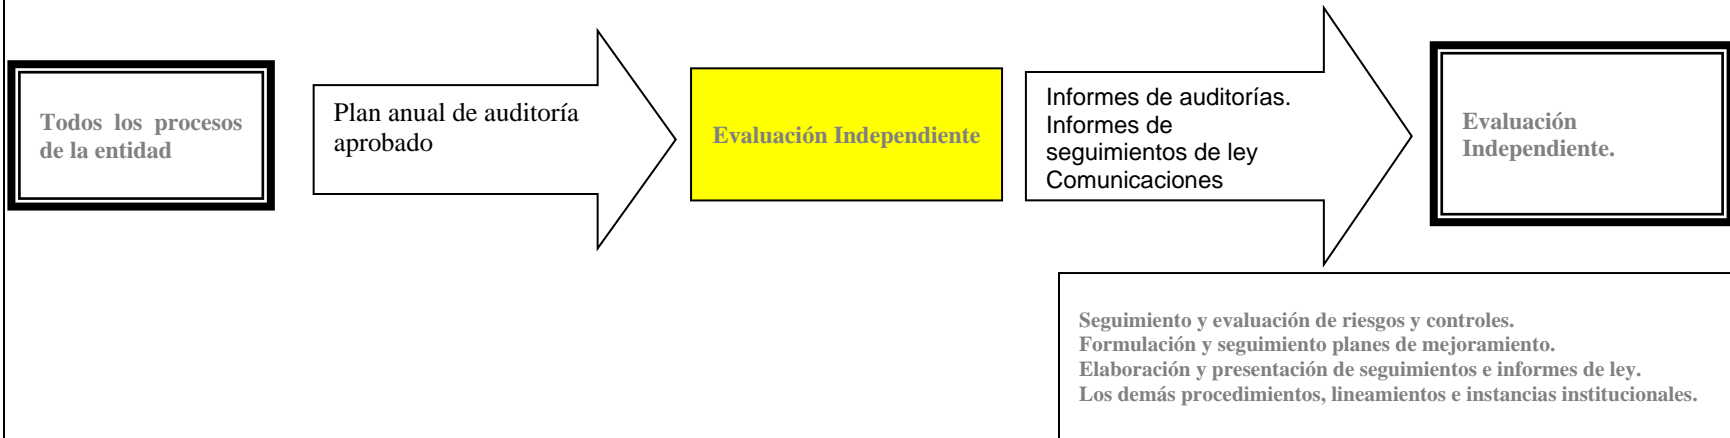 Todos los procesos
de la entidad
Plan anual de auditoría
aprobado
Evaluación Independiente
Informes de auditorías.
Informes de
seguimientos de ley
Comunicaciones
Evaluación
Independiente.
Seguimiento y evaluación de riesgos y controles.
Formulación y seguimiento planes de mejoramiento.
Elaboración y presentación de seguimientos e informes de ley.
Los demás procedimientos, lineamientos e instancias institucionales.